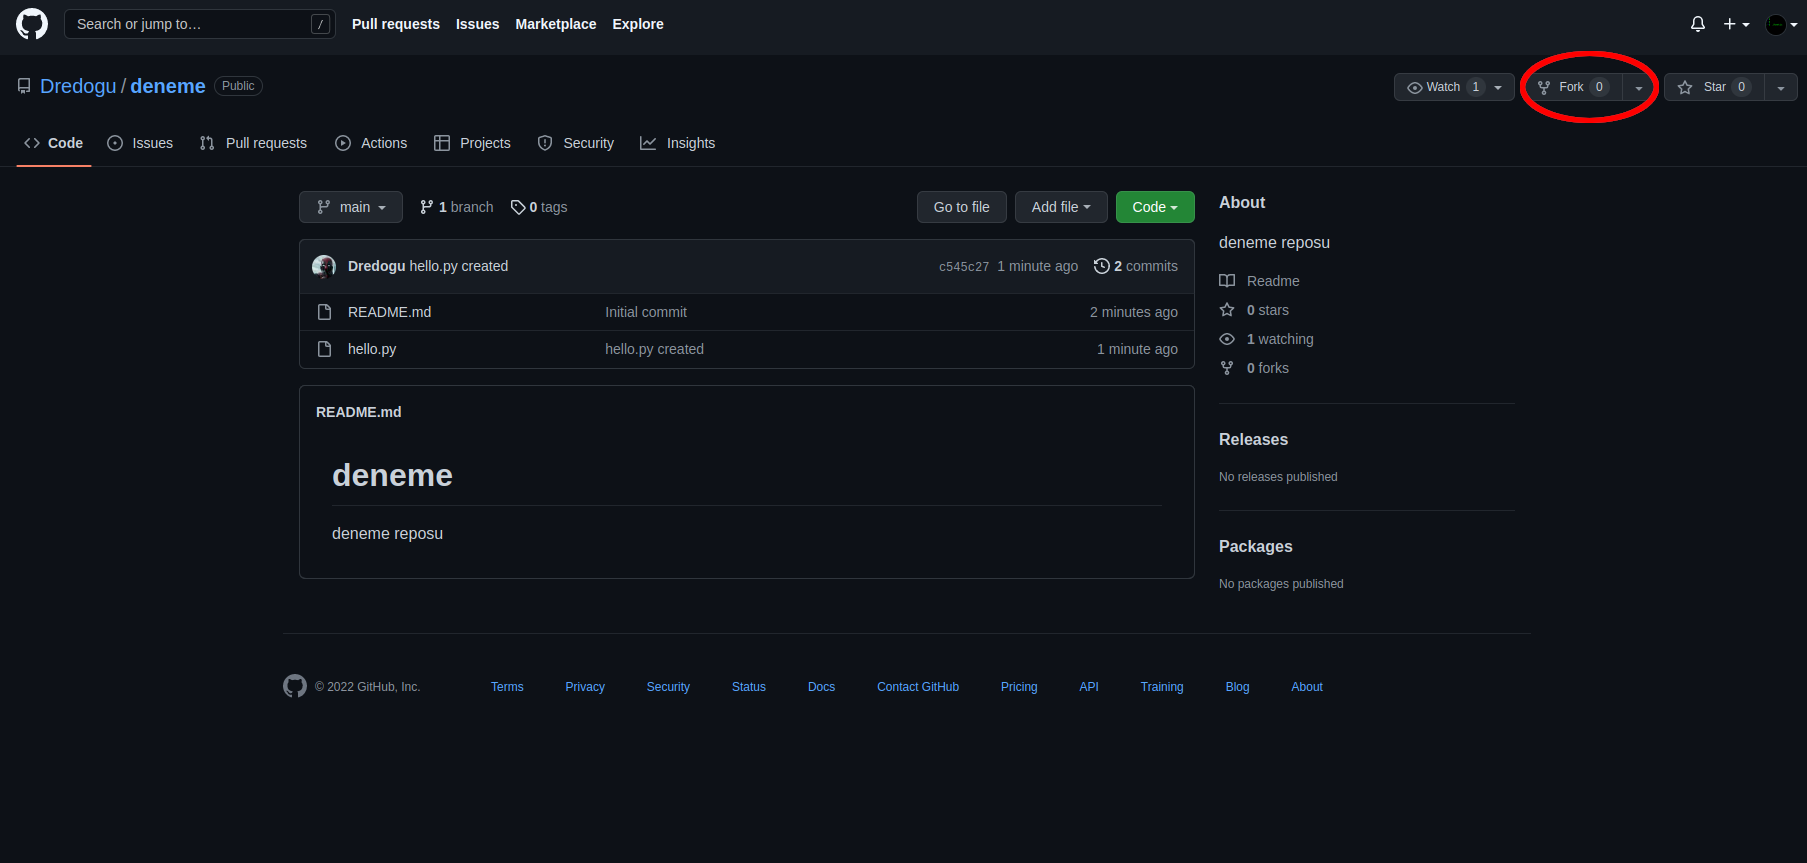 Search or jump to… /
Pull requests Issues Marketplace Explore
Dredogu / deneme Public
Watch 1 Fork 0 Star 0
Code Issues Pull requests Actions Projects Security Insights
main 1 branch 0 tags Go to file Add file Code
Dredogu hello.py created c545c27 1 minute ago 2 commits
README.md Initial commit 2 minutes ago
hello.py hello.py created 1 minute ago
README.md
deneme
deneme reposu
About
deneme reposu
Readme
0 stars
1 watching
0 forks
Releases
No releases published
Packages
No packages published
© 2022 GitHub, Inc. Terms Privacy Security Status Docs Contact GitHub Pricing API Training Blog About